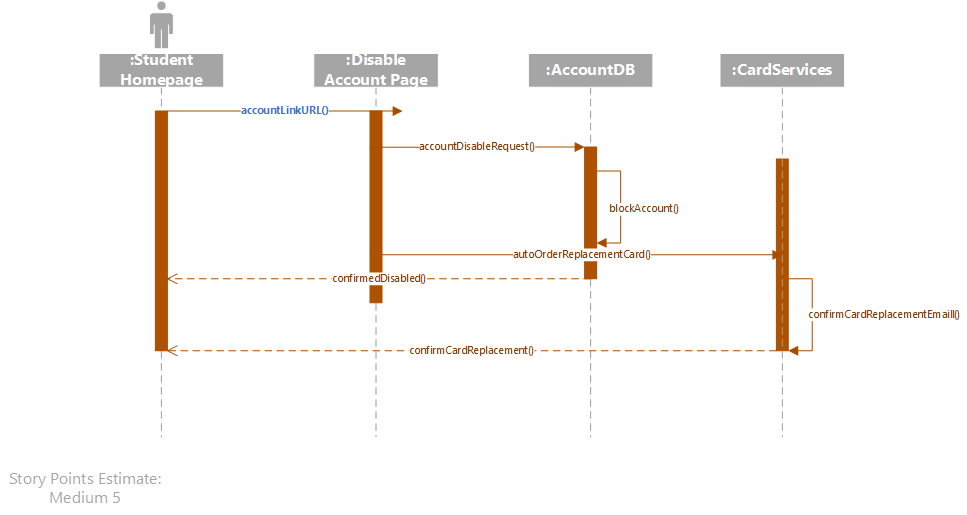 :Student
Homepage
:Disable
Account Page
:AccountDB
:CardServices
accountLinkURL()
accountDisableRequest()
blockAccount()
autoOrderReplacementCard()
confirmedDisabled()
confirmCardReplacementEmaill()
confirmCardReplacement()
Story Points Estimate:
Medium 5